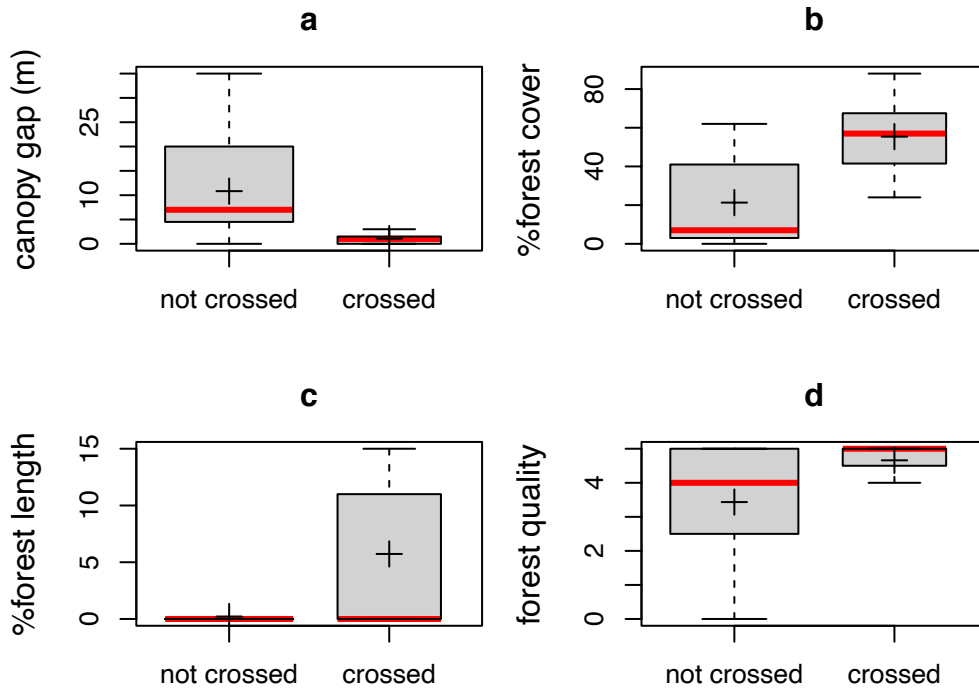 a
canopy gap (m)
25
10
0
not crossed
crossed
b
%forest cover
80
40
0
not crossed
crossed
c
%forest length
15
10
5
0
not crossed
crossed
d
forest quality
4
2
0
not crossed
crossed